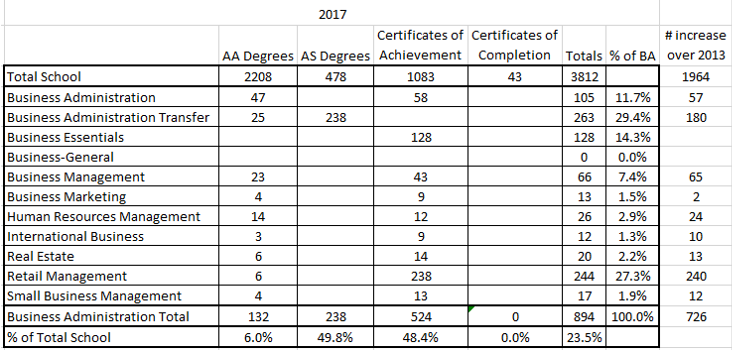 2017
Certificates of Certificates of # increase
AA Degrees AS Degrees Achievement Completion Totals % of BA over 2013
Total School 2208 478 1083 43 3812 1964
Business Administration 47 58 105 11.7% 57
Business Administration Transfer 25 238 263 29.4% 180
Business Essentials 128 128 14.3%
Business-General 0 0.0%
Business Management 23 43 66 7.4% 65
Business Marketing 4 9 13 1.5% 2
Human Resources Management 14 12 26 2.9% 24
International Business 3 9 12 1.3% 10
Real Estate 6 14 20 2.2% 13
Retail Management 6 238 244 27.3% 240
Small Business Management 4 13 17 1.9% 12
Business Administration Total 132 238 524 0 894 100.0% 726
% of Total School 6.0% 49.8% 48.4% 0.0% 23.5%